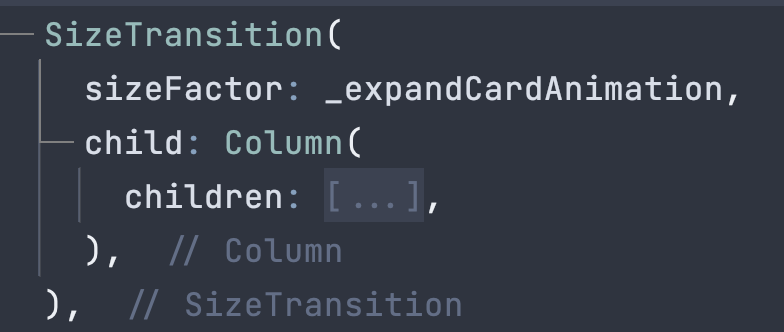 SizeTransition(
sizeFactor: _expandCardAnimation,
child: Column(
children: [...],
), // Column
), // SizeTransition